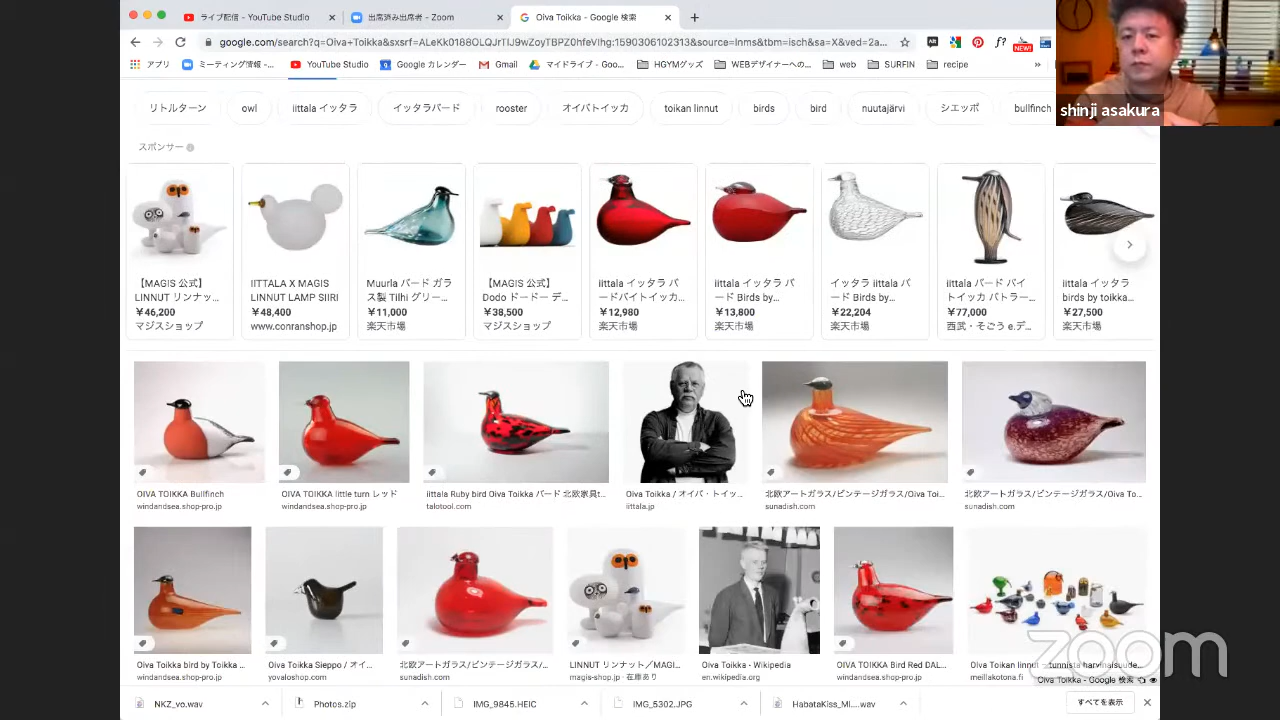 ライブ配信 - YouTube Studio
出席済み出席者 - Zoom
Oiva Toikka - Google 検索
アプリ
ミーティング情報 -...
YouTube Studio
Google カレンダー
Gmail
マイドライブ - Goo...
HGYMグッズ
WEBデザイナーへの...
web
SURFIN
recipe
NEW!
shinji asakura
リトルターン
owl
iittala イッタラ
イッタラバード
rooster
オイバトイッカ
toikan linnut
birds
bird
nuutajärvi
シエッポ
bullfinch
スポンサー
【MAGIS 公式】
LINNUT リンナッ...
¥46,200
マジスショップ
IITTALA X MAGIS
LINNUT LAMP SIIRI
¥48,400
www.conranshop.jp
Muurla バード ガラ
ス製 Tilhi グリー...
¥11,000
楽天市場
【MAGIS 公式】
Dodo ドードー デ...
¥38,500
マジスショップ
iittala イッタラ バ
ードバイトイッカ...
¥12,980
楽天市場
iittala イッタラ バ
ード Birds by...
¥13,800
楽天市場
イッタラ iittala バ
ード Birds by...
¥22,204
楽天市場
iittala バード バイ
トイッカ バトラー...
¥77,000
西武・そごう e.デ...
iittala イッタラ
birds by toikka...
¥27,500
楽天市場
OIVA TOIKKA Bullfinch
windandsea.shop-pro.jp
OIVA TOIKKA little turn レッド
windandsea.shop-pro.jp
iittala Ruby bird Oiva Toikka バード 北欧家具t...
talotool.com
Oiva Toikka / オイバ・トイッ...
iittala.jp
北欧アートガラス/ビンテージガラス/Oiva Toi...
sunadish.com
北欧アートガラス/ビンテージガラス/Oiva To...
sunadish.com
Oiva Toikka bird by Toikka ...
windandsea.shop-pro.jp
Oiva Toikka Sieppo / オイ...
yovaloshop.com
北欧アートガラス/ビンテージガラス/...
sunadish.com
LINNUT リンナット／MAGI...
magis-shop.jp · 在庫あり
Oiva Toikka - Wikipedia
en.wikipedia.org
OIVA TOIKKA Bird Red DAL...
windandsea.shop-pro.jp
meillakotona.fi
zoom
Oiva Toikka - Google 検索
NKZ_vo.wav
Photos.zip
IMG_9845.HEIC
IMG_5302.JPG
HabataKiss_Mi....wav
すべてを表示